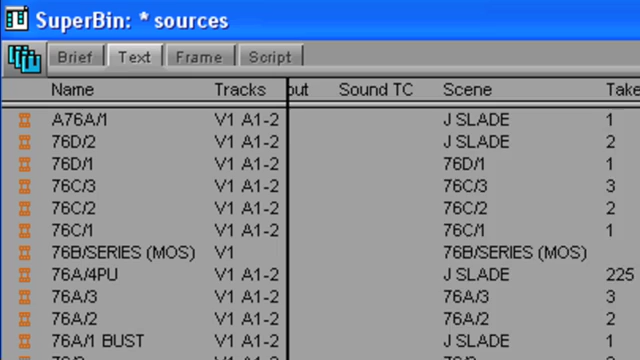 SuperBin: * sources
Brief Text Frame Script
Name Tracks out Sound TC Scene Take
A76A/1 V1 A1-2 J SLADE 1
76D/2 V1 A1-2 J SLADE 2
76D/1 V1 A1-2 76D/1 1
76C/3 V1 A1-2 76C/3 3
76C/2 V1 A1-2 76C/2 2
76C/1 V1 A1-2 76C/1 1
76B/SERIES (MOS) V1 76B/SERIES (MOS)
76A/4PU V1 A1-2 J SLADE 225
76A/3 V1 A1-2 76A/3 3
76A/2 V1 A1-2 76A/2 2
76A/1 BUST V1 A1-2 J SLADE 1